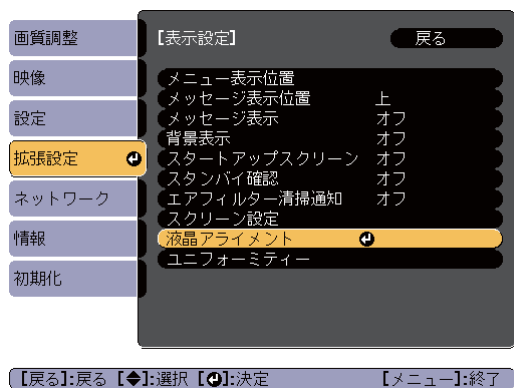 画質調整
映像
設定
拡張設定
ネットワーク
情報
初期化
[表示設定]
戻る
メニュー表示位置
メッセージ表示位置 上
メッセージ表示 オフ
背景表示 オフ
スタートアップスクリーン オフ
スタンバイ確認 オフ
エアフィルター清掃通知 オフ
スクリーン設定
液晶アライメント
ユニフォーミティー
[戻る]:戻る [◆]:選択 [⏎]:決定 [メニュー]:終了